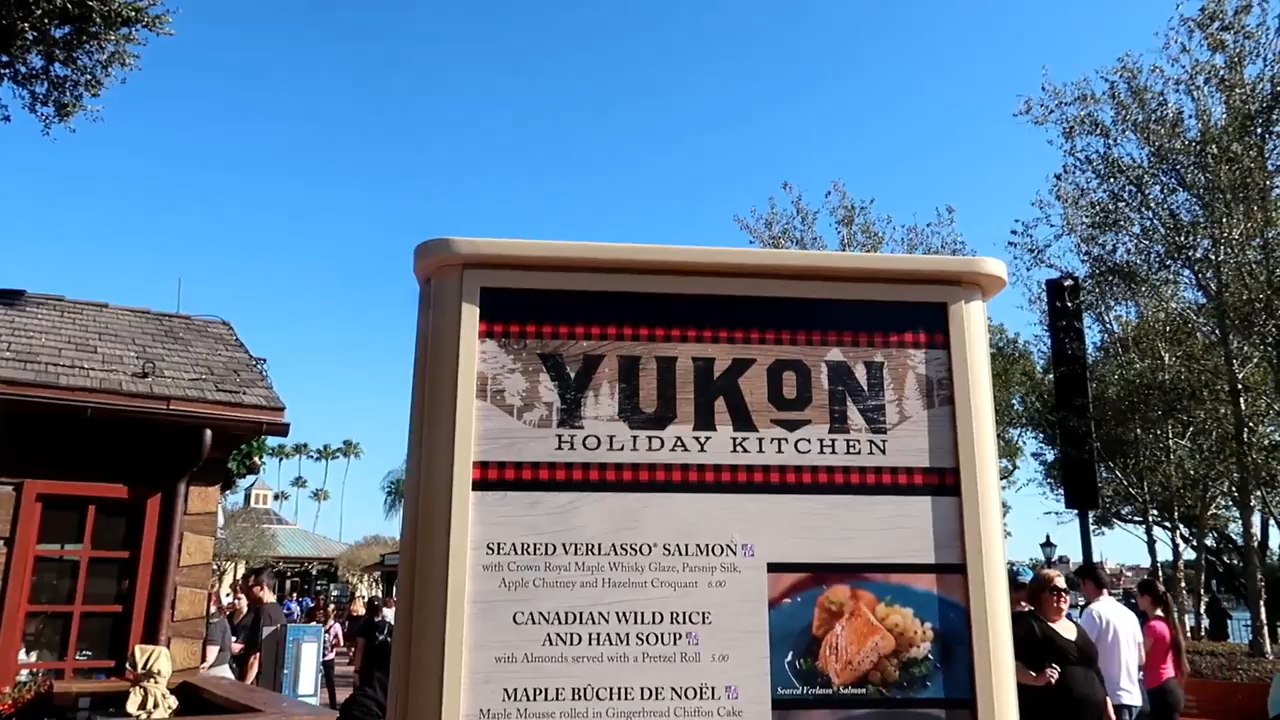 YUKON
HOLIDAY KITCHEN
SEARED VERLASSO® SALMON
with Crown Royal Maple Whisky Glaze, Parsnip Silk,
Apple Chutney and Hazelnut Croquant 6.00
CANADIAN WILD RICE
AND HAM SOUP
with Almonds served with a Pretzel Roll 5.00
MAPLE BÛCHE DE NOËL
Maple Mousse rolled in Gingerbread Chiffon Cake
Seared Verlasso® Salmon